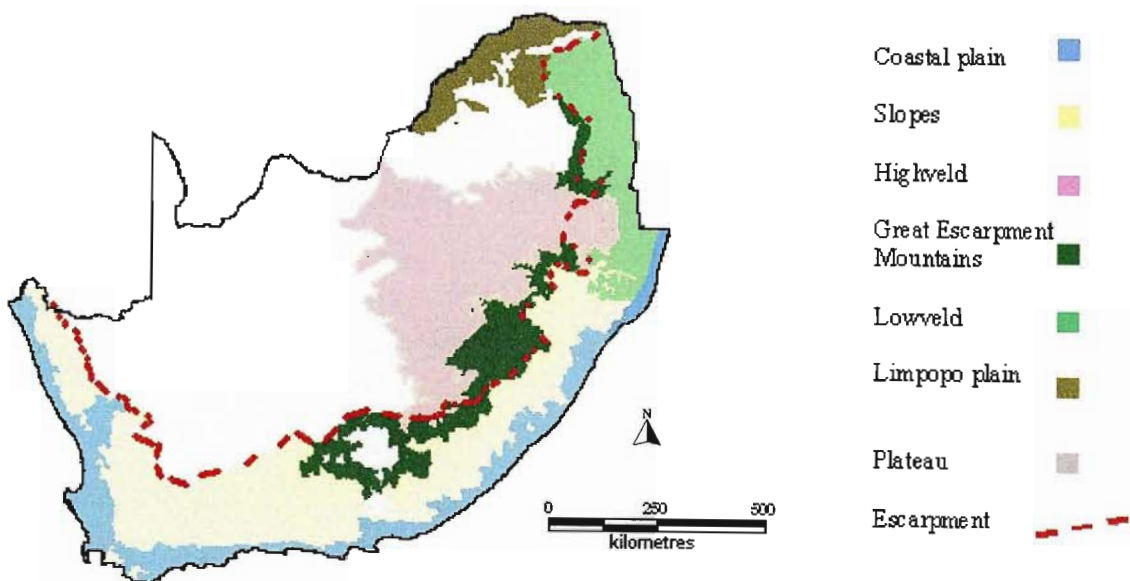 Coastal plain
Slopes
Highveld
Great Escarpment
Mountains
Lowveld
Limpopo plain
Plateau
Escarpment
N
0 250 500
kilometres